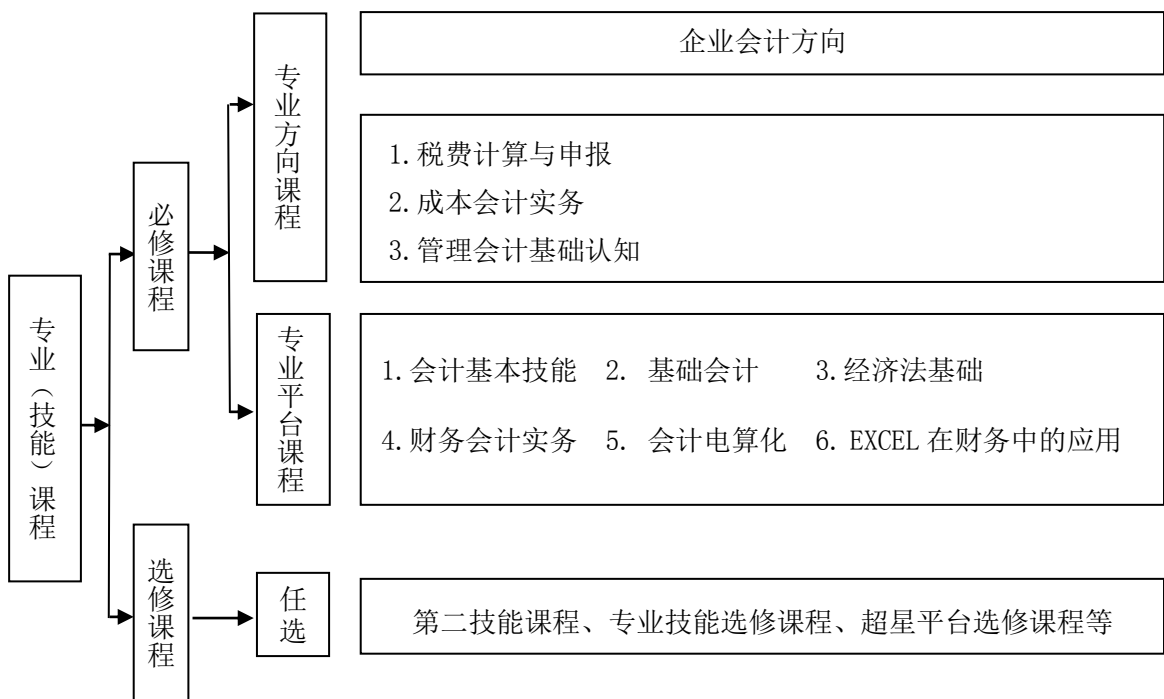 专业（技能）课程
必修课程
专业方向课程
企业会计方向
1.税费计算与申报
2.成本会计实务
3.管理会计基础认知
专业平台课程
1.会计基本技能 2. 基础会计 3.经济法基础
4.财务会计实务 5. 会计电算化 6. EXCEL 在财务中的应用
选修课程
任选
第二技能课程、专业技能选修课程、超星平台选修课程等